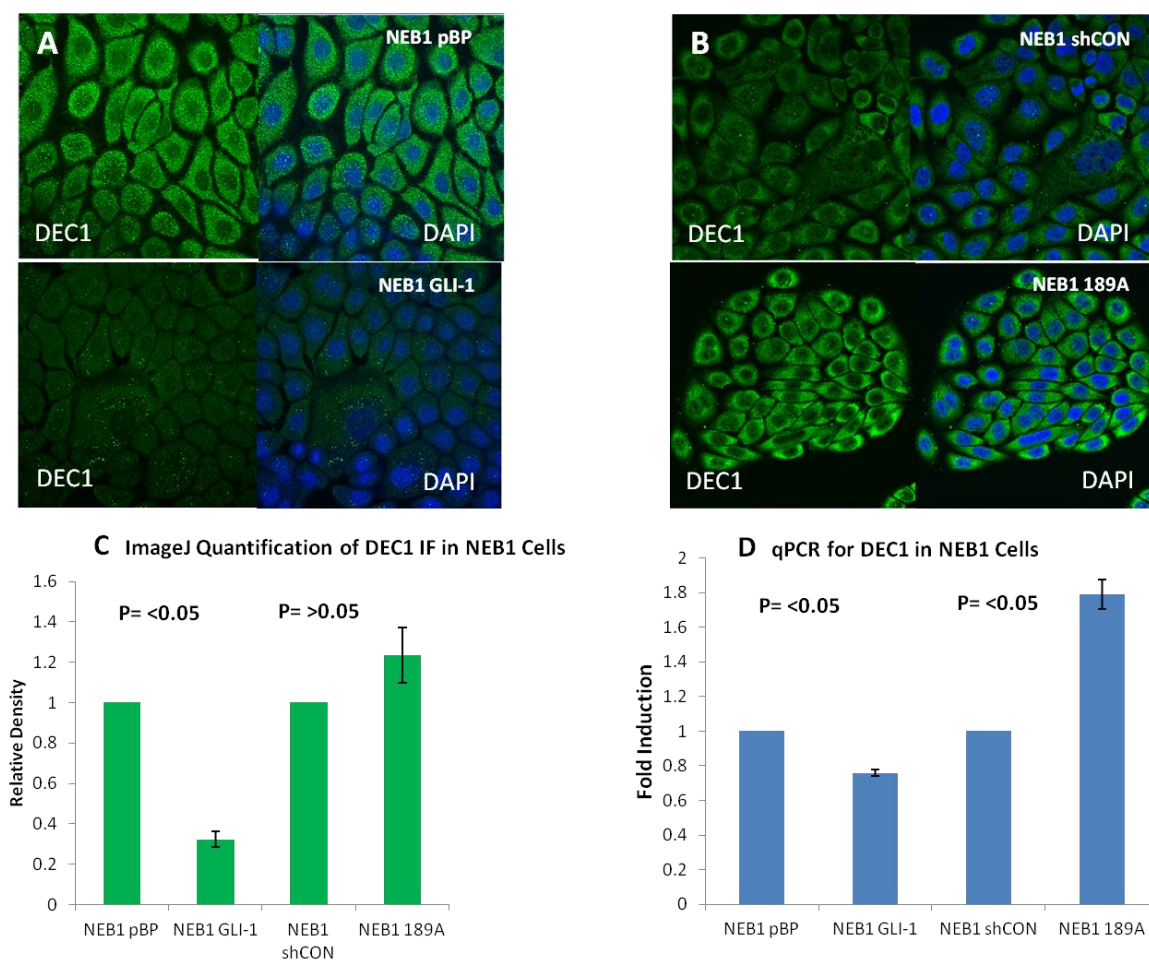 A
NEB1 pBP
DEC1
DAPI
NEB1 GLI-1
DEC1
DAPI
B
NEB1 shCON
DEC1
DAPI
NEB1 189A
DEC1
DAPI
C ImageJ Quantification of DEC1 IF in NEB1 Cells
1.6
1.4
1.2
1
0.8
0.6
0.4
0.2
0
Relative Density
P= <0.05
P= >0.05
NEB1 pBP
NEB1 GLI-1
NEB1
shCON
NEB1 189A
D qPCR for DEC1 in NEB1 Cells
2
1.8
1.6
1.4
1.2
1
0.8
0.6
0.4
0.2
0
Fold Induction
P= <0.05
P= <0.05
NEB1 pBP
NEB1 GLI-1
NEB1 shCON
NEB1 189A